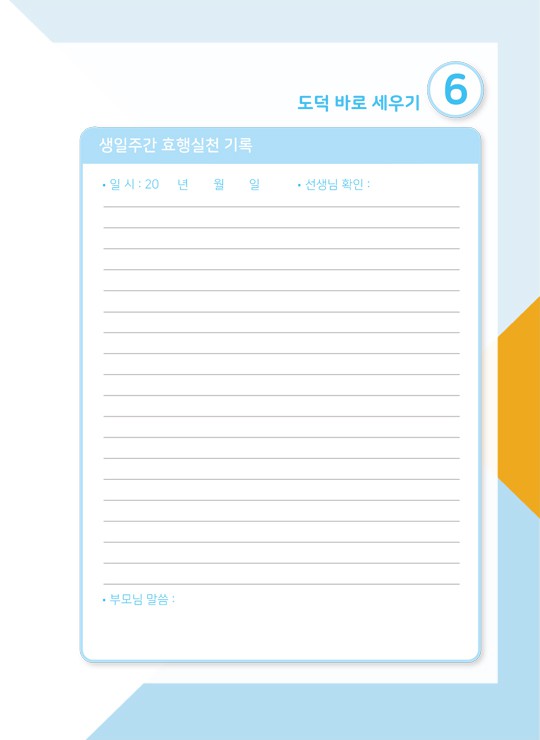 도덕 바로 세우기 6
생일주간 효행실천 기록
• 일 시 : 20 년 월 일 • 선생님 확인 :
• 부모님 말씀 :